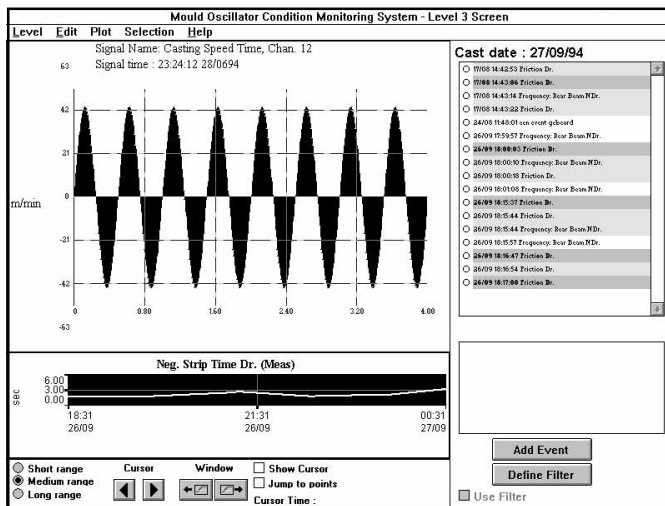 Mould Oscillator Condition Monitoring System - Level 3 Screen
Level Edit Plot Selection Help
Signal Name: Casting Speed Time, Chan. 12
Signal time : 23:24:12 28/0694
63
42
21
0
m/min
-21
-42
-63
0 0.80 1.60 2.40 3.20 4.00
Neg. Strip Time Dr. (Meas)
sec
6.00
3.00
0.00
18:31 21:31 00:31
26/09 26/09 27/09
Short range
Medium range
Long range
Cursor
Window
Show Cursor
Jump to points
Cursor Time :
Cast date : 27/09/94
17/08 14:42:53 Friction Dr.
17/08 14:43:06 Friction Dr.
17/08 14:43:14 Frequency: Rear Beam NDr.
17/08 14:43:22 Friction Dr.
24/08 11:48:01 een event gebeurd
26/09 17:59:57 Frequency: Rear Beam NDr.
26/09 18:00:03 Friction Dr.
26/09 18:00:10 Frequency: Rear Beam NDr.
26/09 18:00:18 Friction Dr.
26/09 18:01:08 Frequency: Rear Beam NDr.
26/09 18:15:37 Friction Dr.
26/09 18:15:44 Friction Dr.
26/09 18:15:44 Frequency: Rear Beam NDr.
26/09 18:15:57 Frequency: Rear Beam NDr.
26/09 18:16:47 Friction Dr.
26/09 18:16:54 Friction Dr.
26/09 18:17:00 Friction Dr.
Add Event
Define Filter
Use Filter